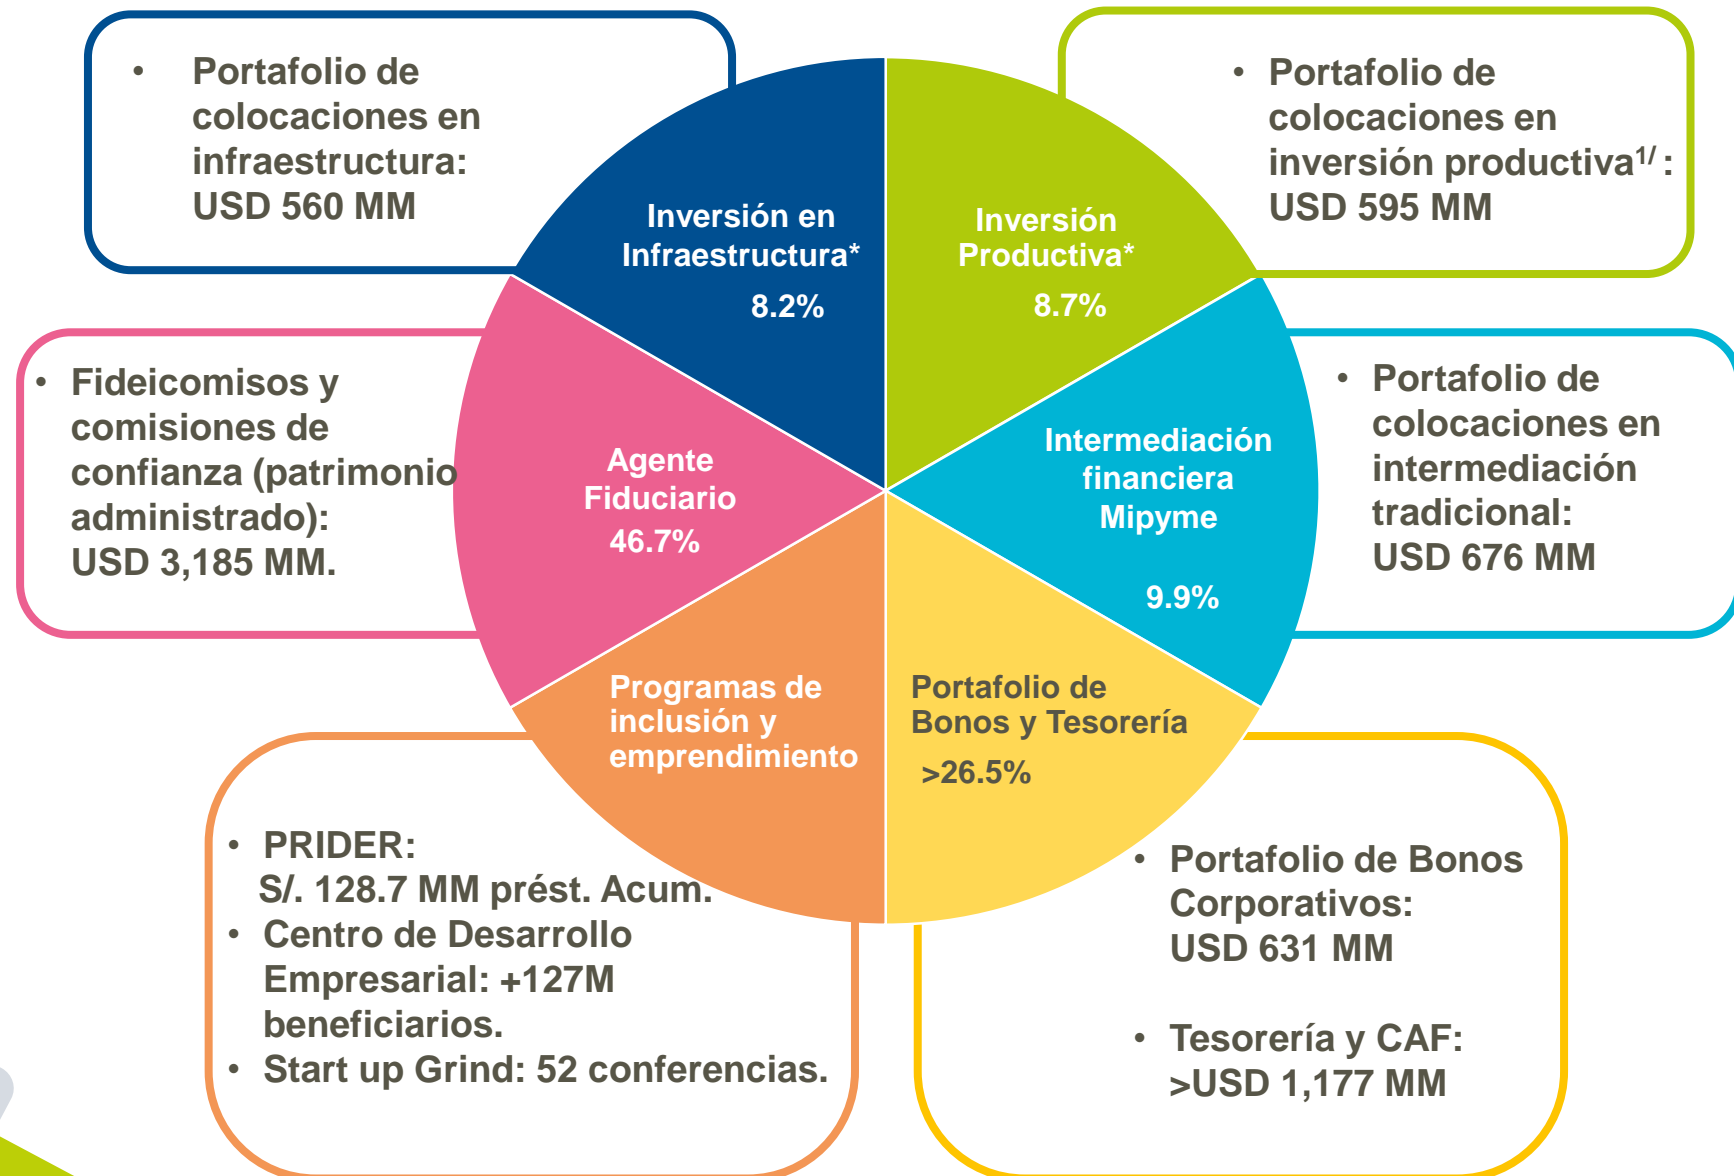 • Portafolio de
colocaciones en
infraestructura:
USD 560 MM
• Portafolio de
colocaciones en
inversión productiva1/ :
USD 595 MM
Inversión en
Infraestructura*
8.2%
Inversión
Productiva*
8.7%
• Fideicomisos y
comisiones de
confianza (patrimonio
administrado):
USD 3,185 MM.
Agente
Fiduciario
46.7%
Intermediación
financiera
Mipyme
9.9%
• Portafolio de
colocaciones en
intermediación
tradicional:
USD 676 MM
Programas de
inclusión y
emprendimiento
Portafolio de
Bonos y Tesorería
>26.5%
• PRIDER:
S/. 128.7 MM prést. Acum.
• Centro de Desarrollo
Empresarial: +127M
beneficiarios.
• Start up Grind: 52 conferencias.
• Portafolio de Bonos
Corporativos:
USD 631 MM
• Tesorería y CAF:
>USD 1,177 MM